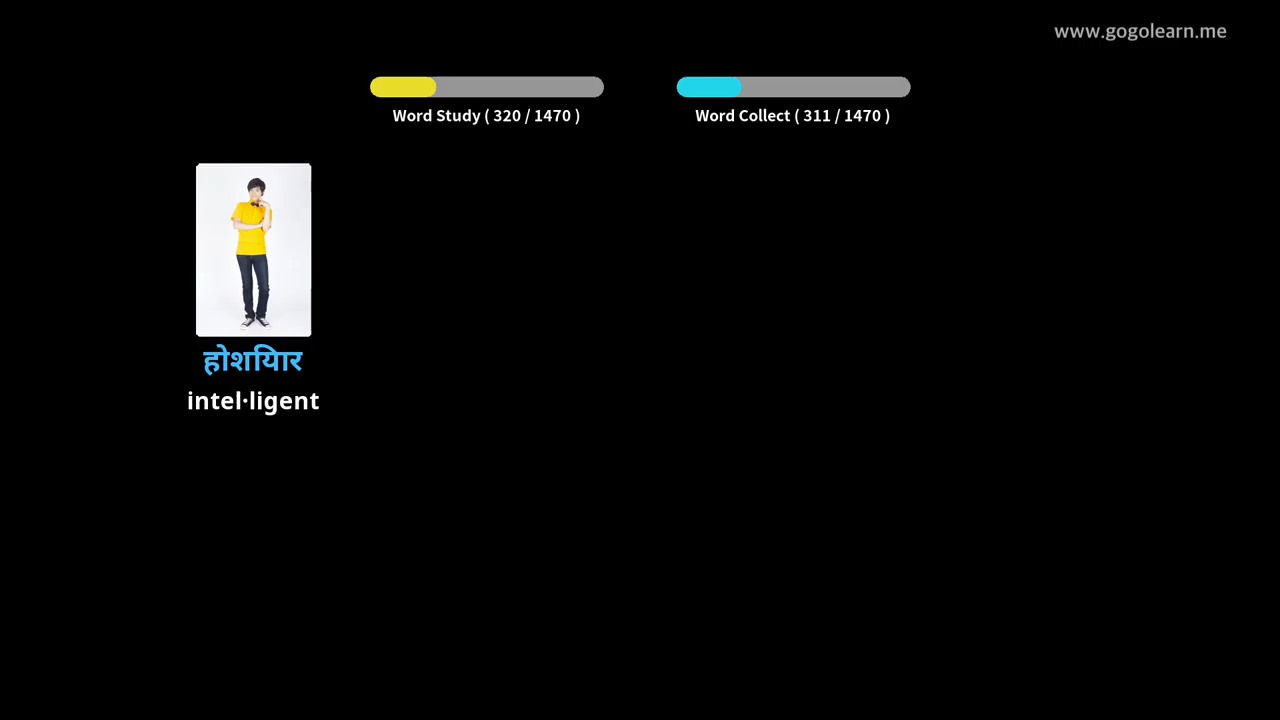 www.gogolearn.me
Word Study ( 320 / 1470 )
Word Collect ( 311 / 1470 )
होशियार
intel·ligent